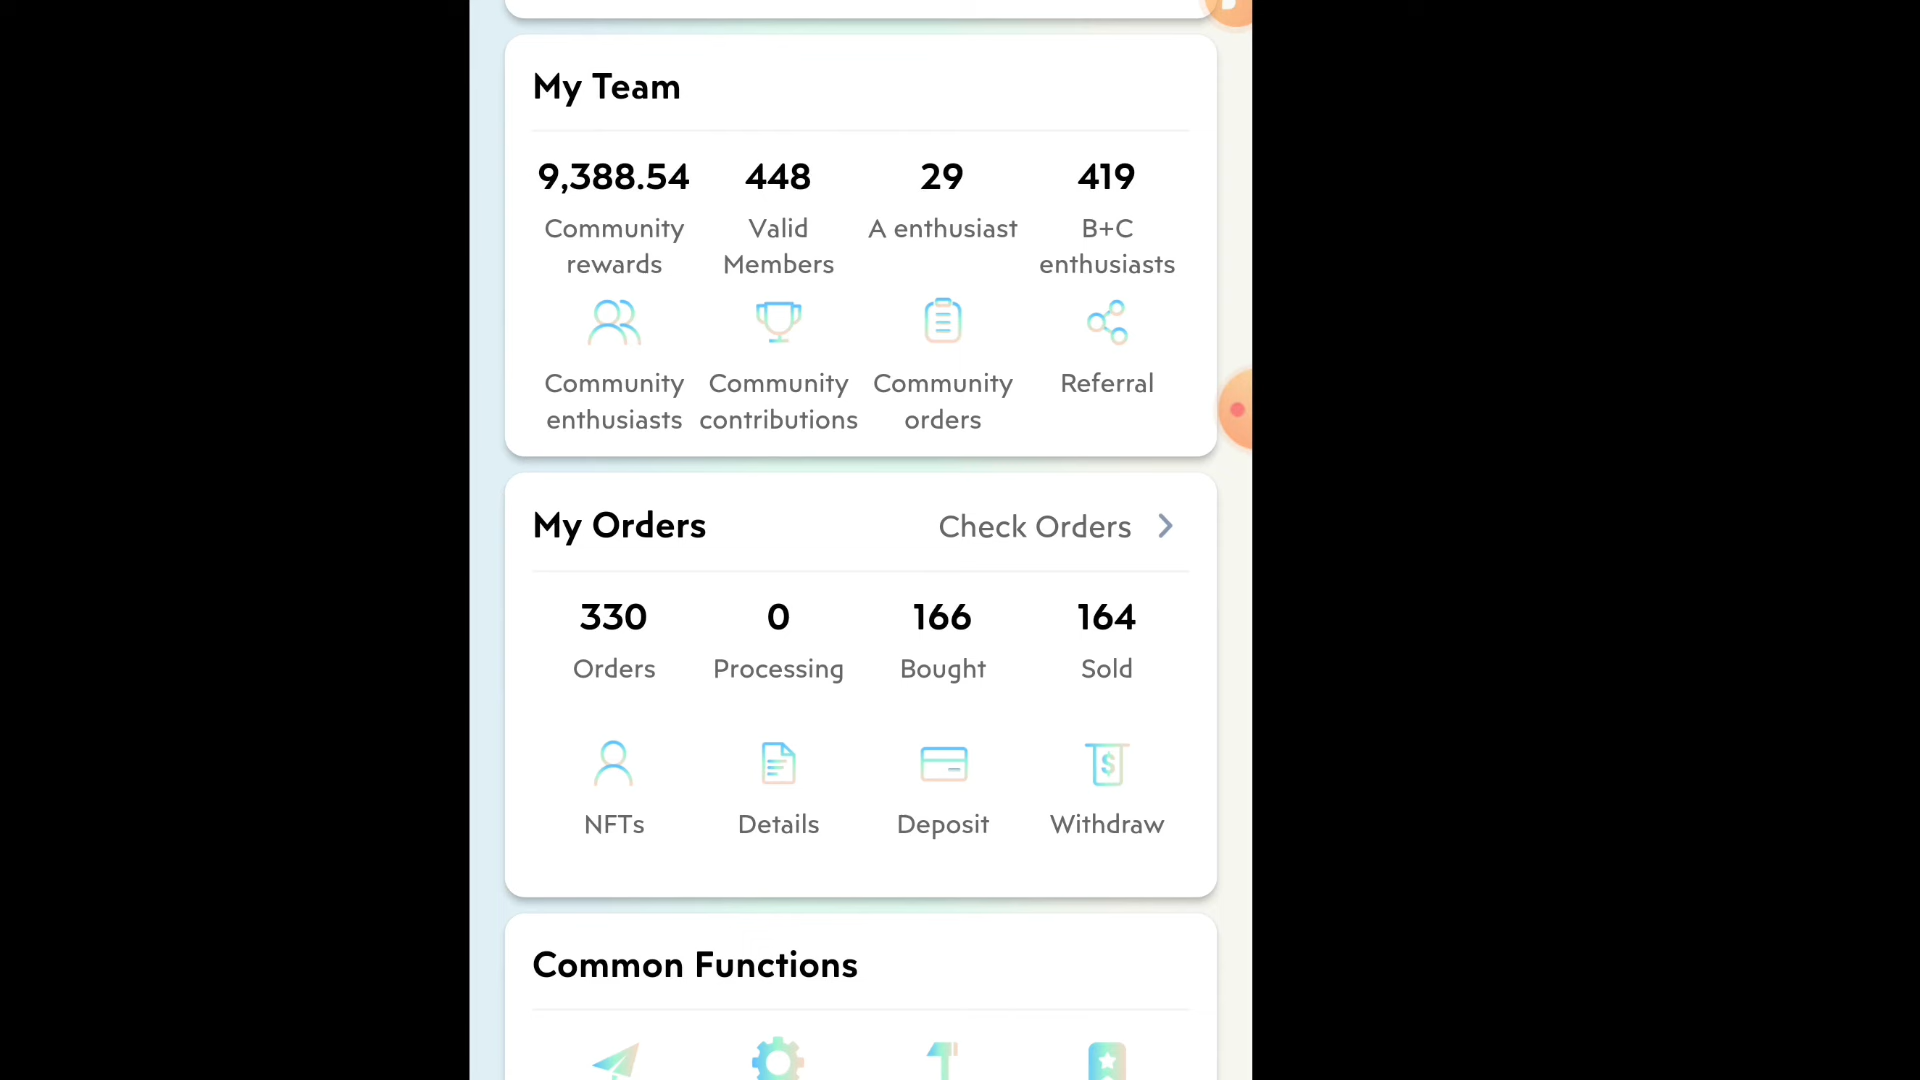 My Team
9,388.54 448 29 419
Community Valid A enthusiast B+C
rewards Members enthusiasts
Community Community Community Referral
enthusiasts contributions orders
My Orders Check Orders
330 0 166 164
Orders Processing Bought Sold
$
NFTs Details Deposit Withdraw
Common Functions